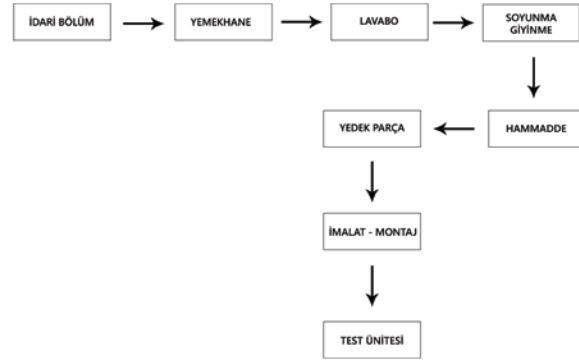 İDARİ BÖLÜM
YEMEKHANE
LAVABO
SOYUNMA
GİYİNME
HAMMADDE
YEDEK PARÇA
İMALAT - MONTAJ
TEST ÜNİTESİ